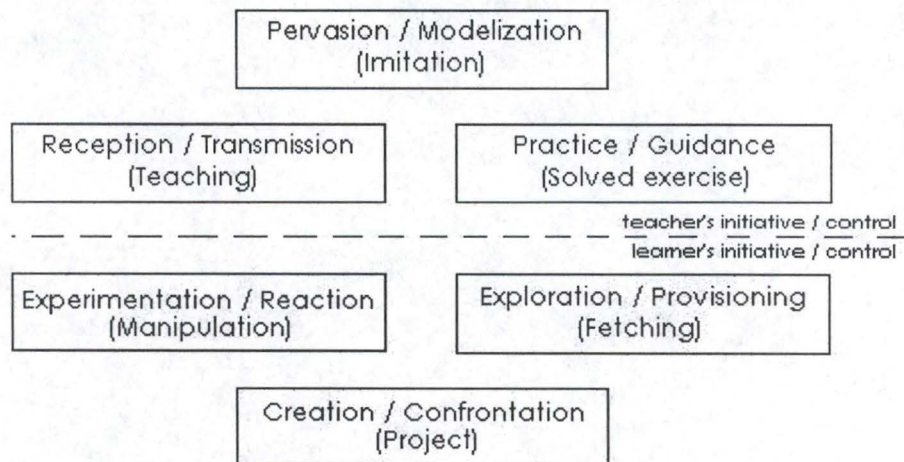 Pervasion / Modelization
(Imitation)
Reception / Transmission
(Teaching)
Practice / Guidance
(Solved exercise)
teacher's initiative / control
learner's initiative / control
Experimentation / Reaction
(Manipulation)
Exploration / Provisioning
(Fetching)
Creation / Confrontation
(Project)